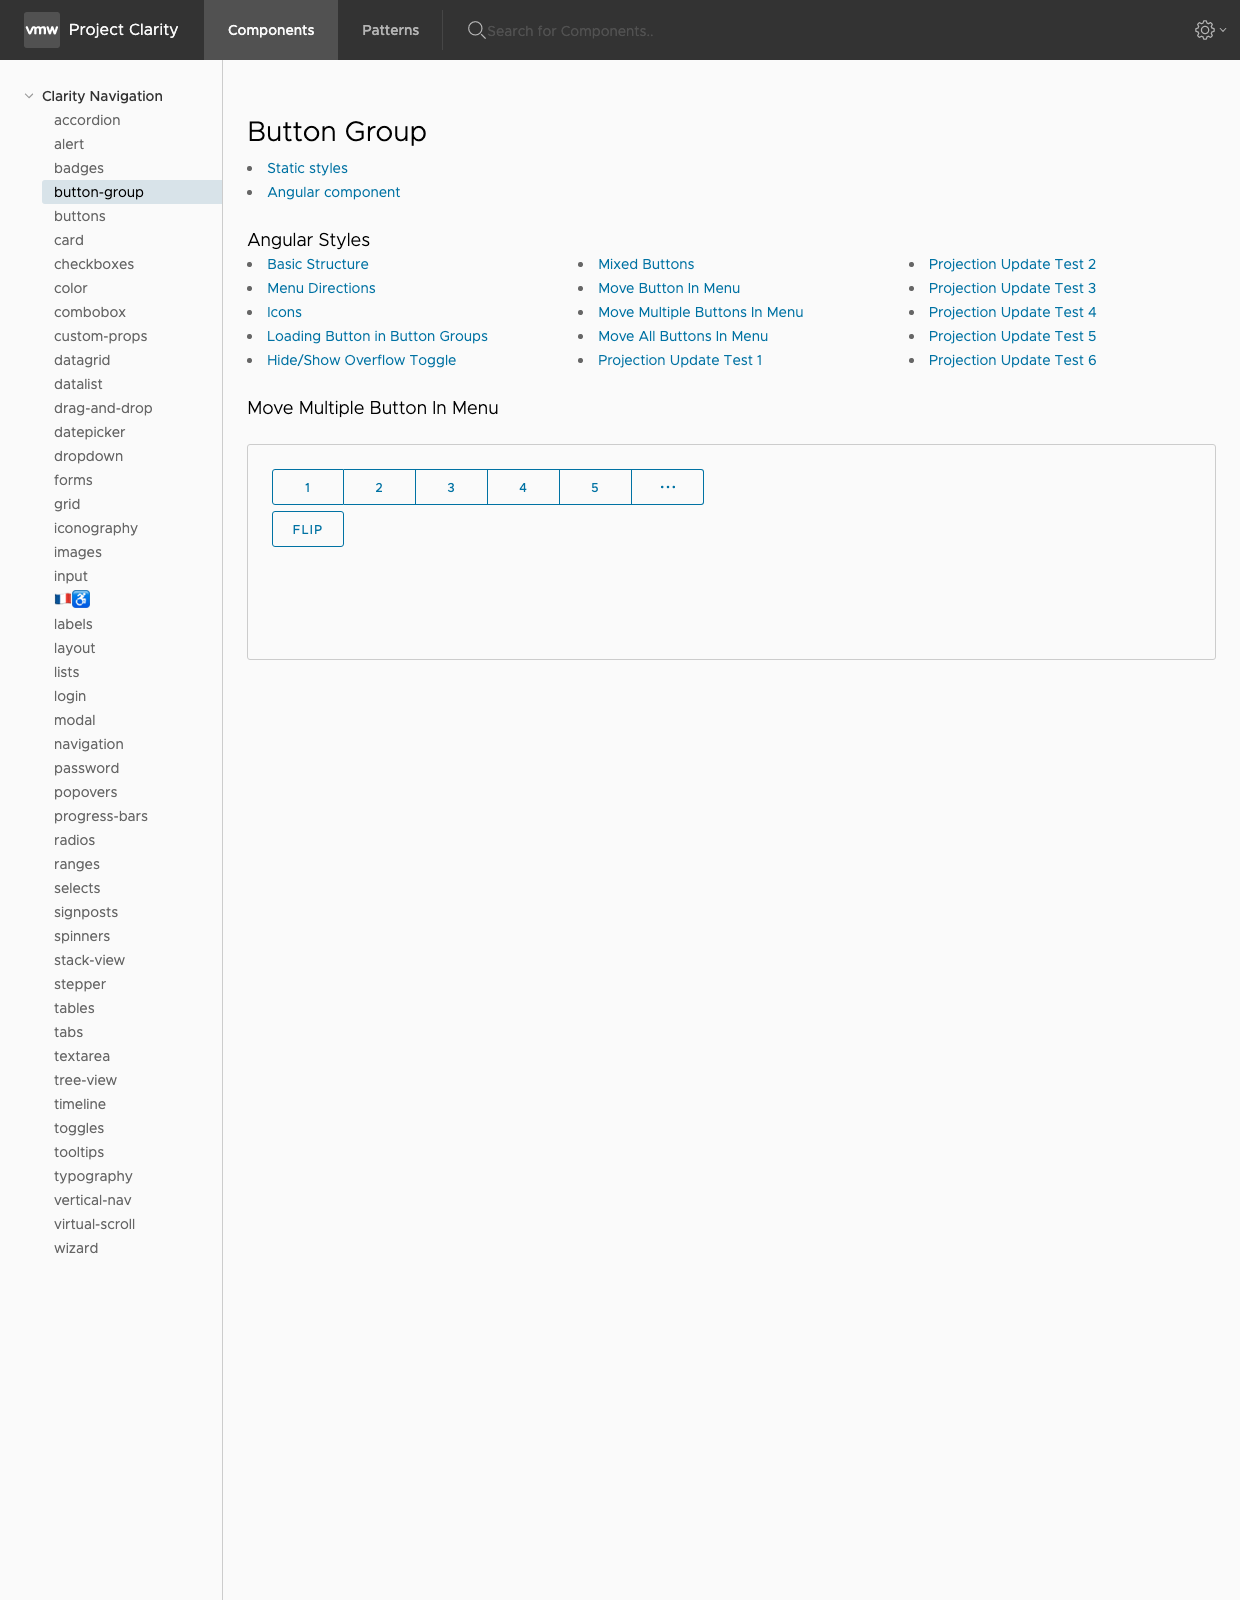 vmw Project Clarity Components Patterns Search for Components..
Clarity Navigation
accordion
alert
badges
button-group
buttons
card
checkboxes
color
combobox
custom-props
datagrid
datalist
drag-and-drop
datepicker
dropdown
forms
grid
iconography
images
input
🇫🇷♿
labels
layout
lists
login
modal
navigation
password
popovers
progress-bars
radios
ranges
selects
signposts
spinners
stack-view
stepper
tables
tabs
textarea
tree-view
timeline
toggles
tooltips
typography
vertical-nav
virtual-scroll
wizard
Button Group
Static styles
Angular component
Angular Styles
Basic Structure
Menu Directions
Icons
Loading Button in Button Groups
Hide/Show Overflow Toggle
Mixed Buttons
Move Button In Menu
Move Multiple Buttons In Menu
Move All Buttons In Menu
Projection Update Test 1
Projection Update Test 2
Projection Update Test 3
Projection Update Test 4
Projection Update Test 5
Projection Update Test 6
Move Multiple Button In Menu
1 2 3 4 5 ...
FLIP